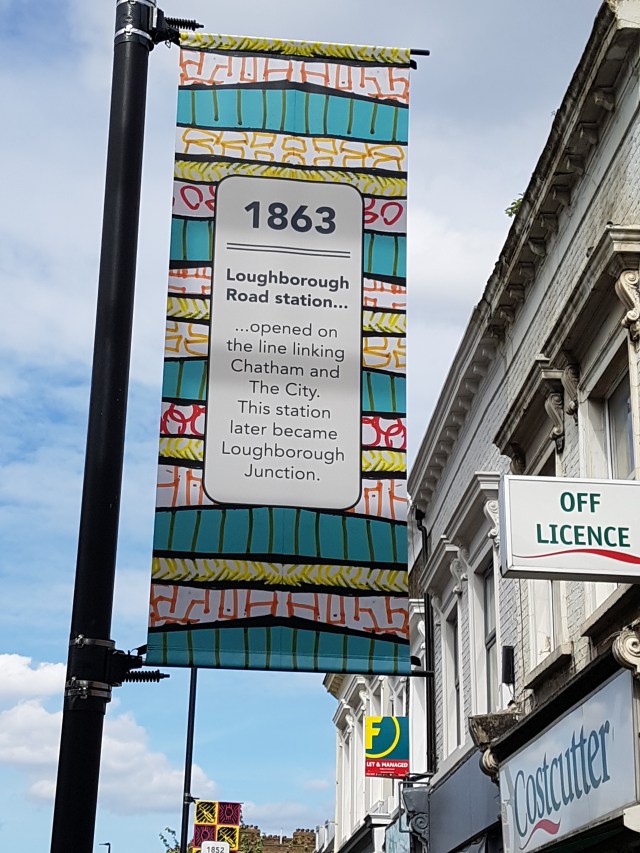 1863
Loughborough
Road station...
...opened on
the line linking
Chatham and
The City.
This station
later became
Loughborough
Junction.
OFF
LICENCE
Costcutter
F
LET & MANAGED
1852